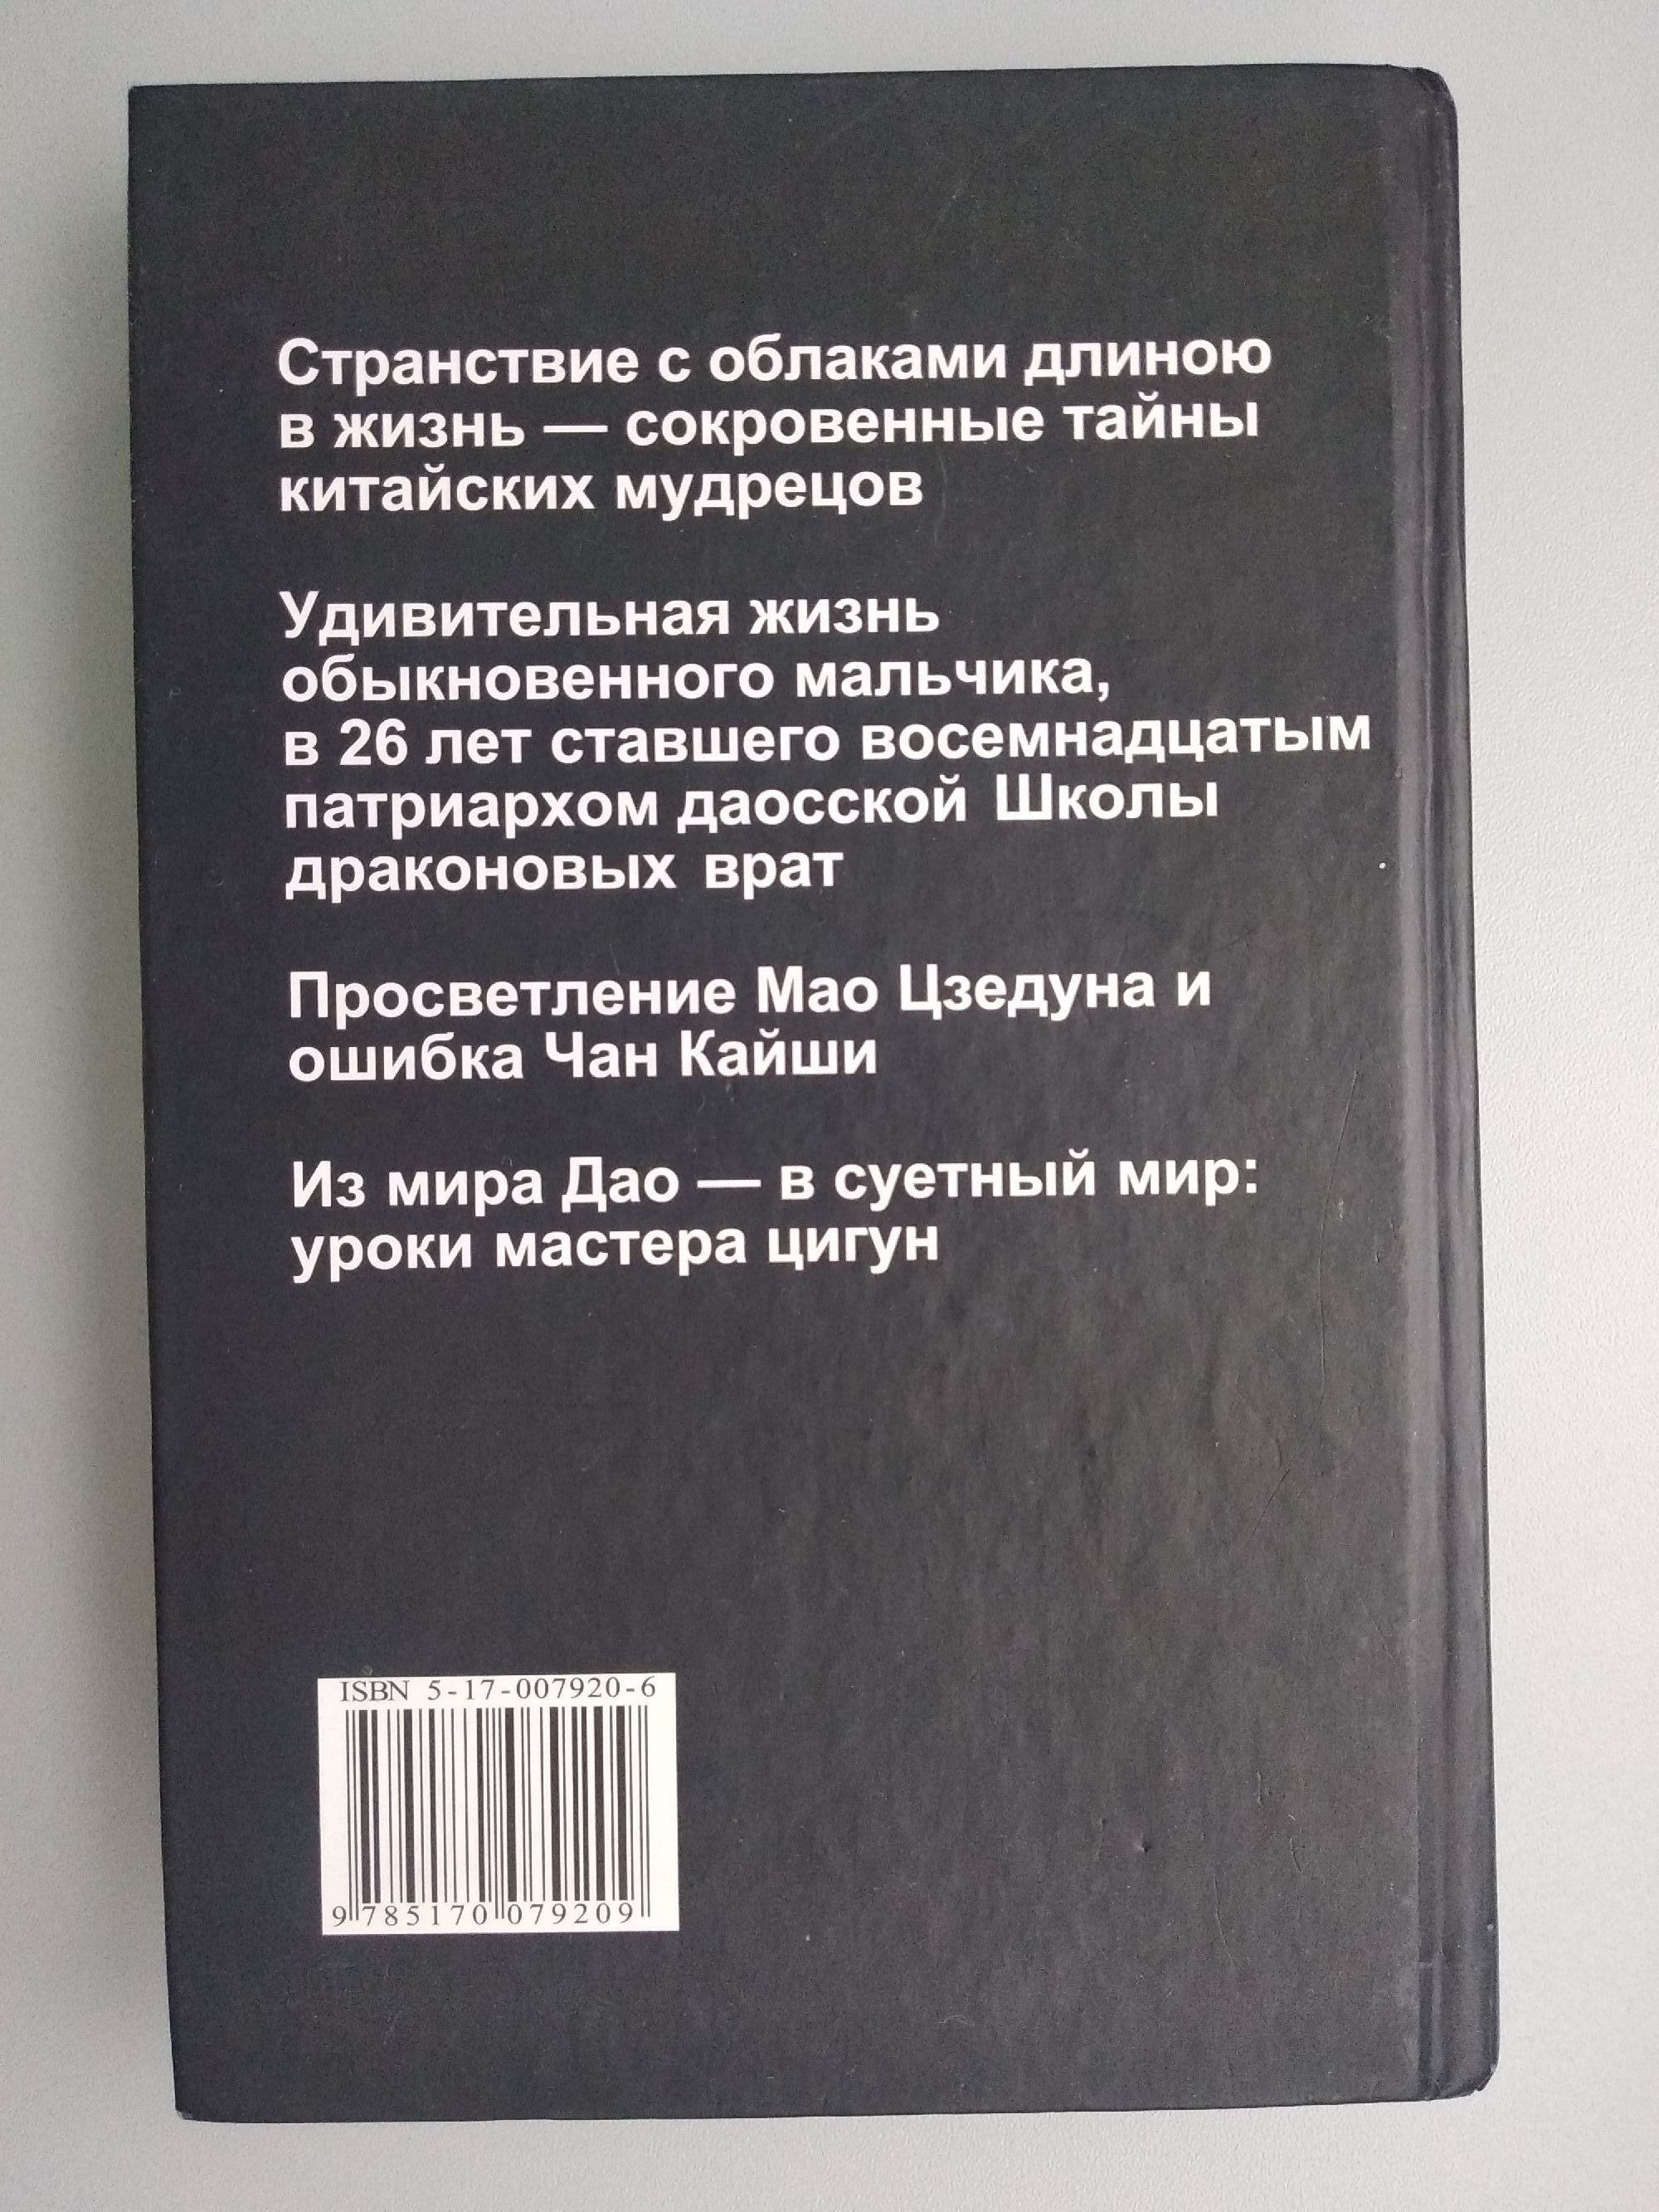 Странствие с облаками длиною
в жизнь — сокровенные тайны
китайских мудрецов
Удивительная жизнь
обыкновенного мальчика,
в 26 лет ставшего восемнадцатым
патриархом даосской Школы
драконовых врат
Просветление Мао Цзедуна и
ошибка Чан Кайши
Из мира Дао — в суетный мир:
уроки мастера цигун
ISBN 5-17-007920-6
9 785170 079209